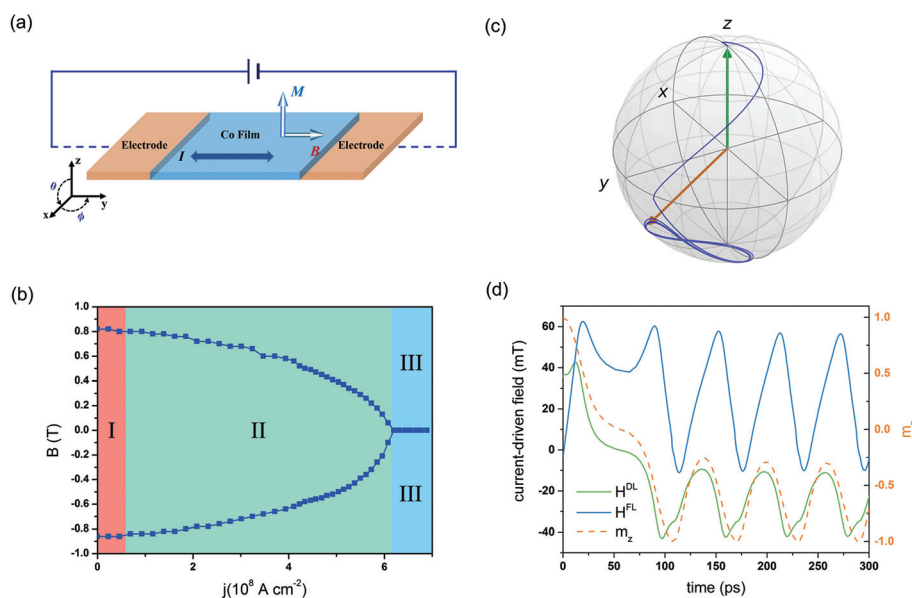 (a)
M
Electrode
Co Film
Electrode
I
B
z
θ
x
ϕ
y
(b)
1.0
0.8
0.6
0.4
0.2
0.0
-0.2
-0.4
-0.6
-0.8
-1.0
B (T)
I
II
III
III
0
2
4
6
j(10⁸ A cm⁻²)
(c)
z
x
y
(d)
60
40
20
0
-20
-40
current-driven field (mT)
Hᴰᴸ
Hꟳᴸ
m_z
1.0
0.5
0.0
-0.5
-1.0
0
50
100
150
200
250
300
time (ps)